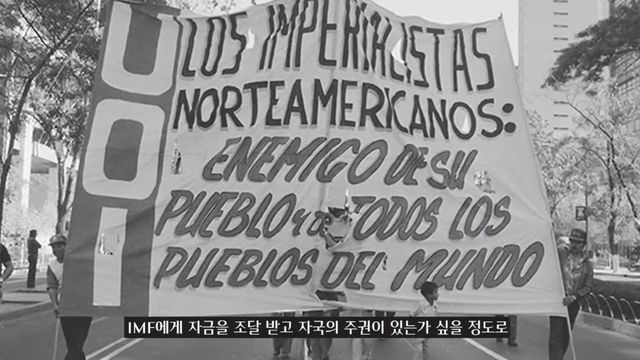 UOI
LOS IMPERIALISTAS
NORTEAMERICANOS:
ENEMIGO DE SU
PUEBLO Y DE TODOS LOS
PUEBLOS DEL MUNDO
IMF에게 자금을 조달 받고 자국의 주권이 있는가 싶을 정도로